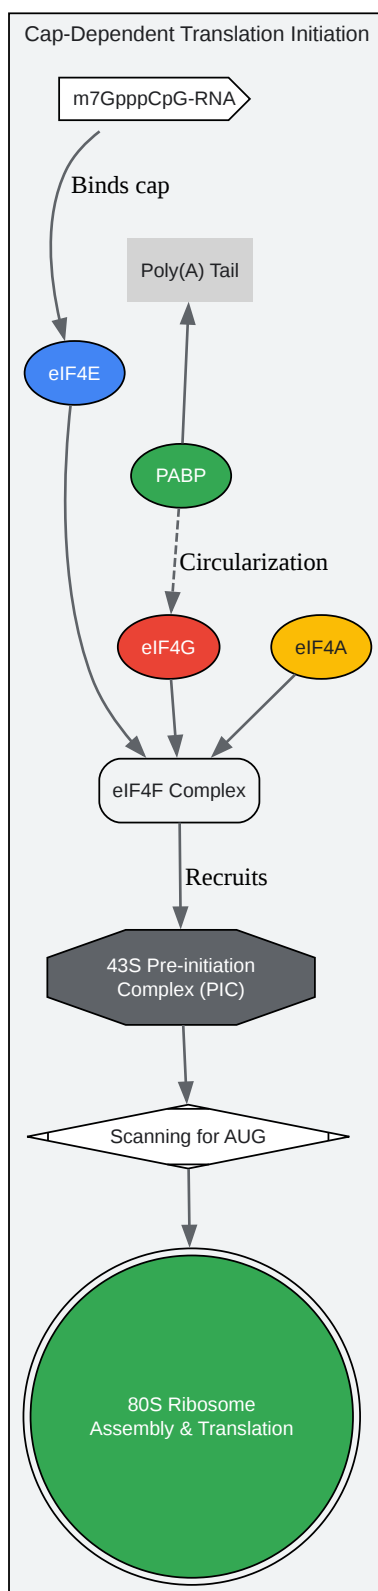 Cap-Dependent Translation Initiation
m7GpppCpG-RNA
Binds cap
Poly(A) Tail
eIF4E
PABP
Circularization
eIF4G
eIF4A
eIF4F Complex
Recruits
43S Pre-initiation
Complex (PIC)
Scanning for AUG
80S Ribosome
Assembly & Translation